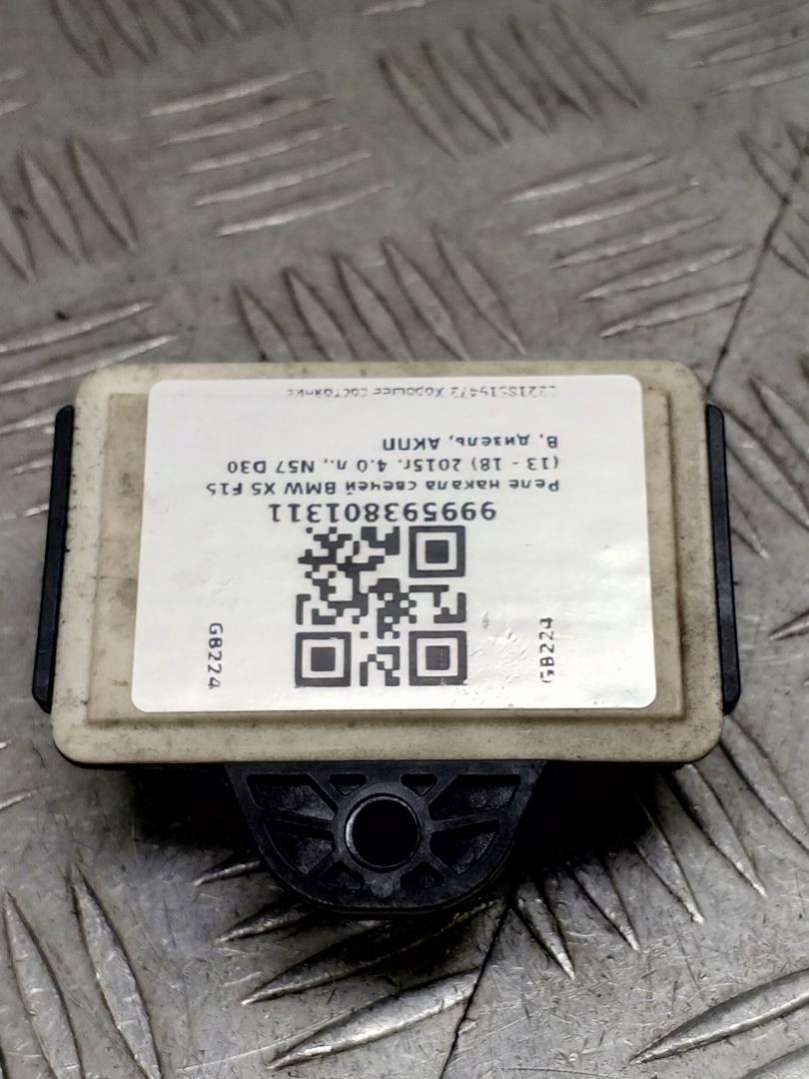 GB224
GB224
999593801311
Реле накала свечей BMW X5 F15
(13 - 18) 2015г. 4.0 л., N57 D30
B, дизель, АКПП
Хорошее состояние